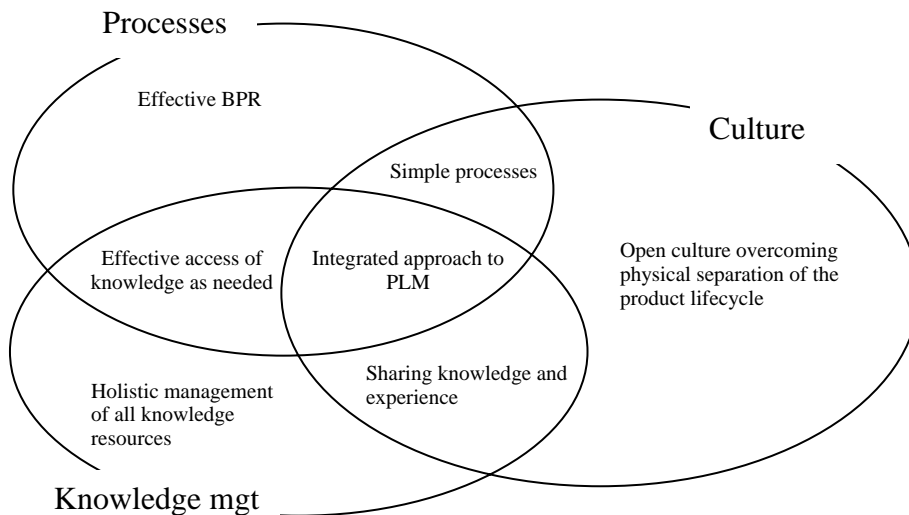 Processes
Effective BPR
Culture
Simple processes
Effective access of
knowledge as needed
Integrated approach to
PLM
Open culture overcoming
physical separation of the
product lifecycle
Sharing knowledge and
experience
Holistic management
of all knowledge
resources
Knowledge mgt